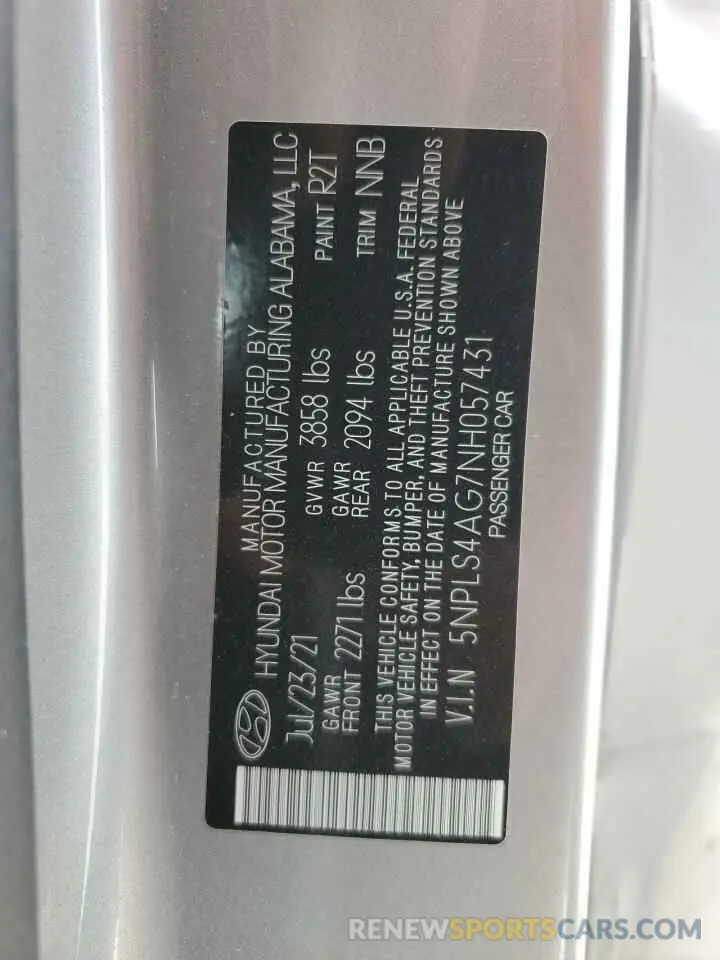 MANUFACTURED BY
HYUNDAI MOTOR MANUFACTURING ALABAMA, LLC
Jul/23/21 GVWR 3858 lbs PAINT R2T
GAWR FRONT 2271 lbs GAWR REAR 2094 lbs TRIM NNB
THIS VEHICLE CONFORMS TO ALL APPLICABLE U.S.A. FEDERAL
MOTOR VEHICLE SAFETY, BUMPER, AND THEFT PREVENTION STANDARDS
IN EFFECT ON THE DATE OF MANUFACTURE SHOWN ABOVE
V.I.N 5NPLS4AG7NH057431
PASSENGER CAR
RENEWSPORTSCARS.COM